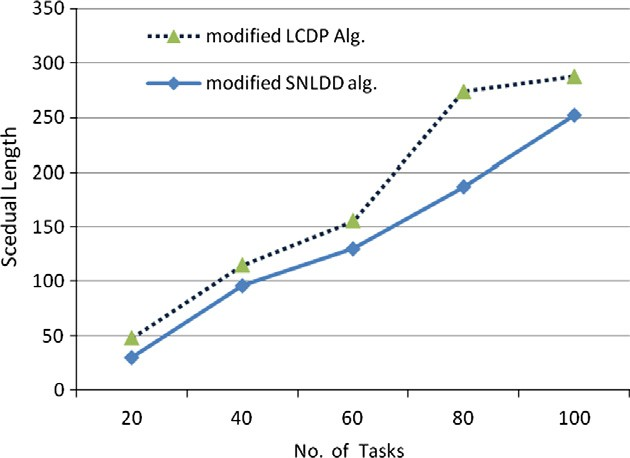 350
300
250
200
150
100
50
0
Scedual Length
modified LCDP Alg.
modified SNLDD alg.
20 40 60 80 100
No. of Tasks